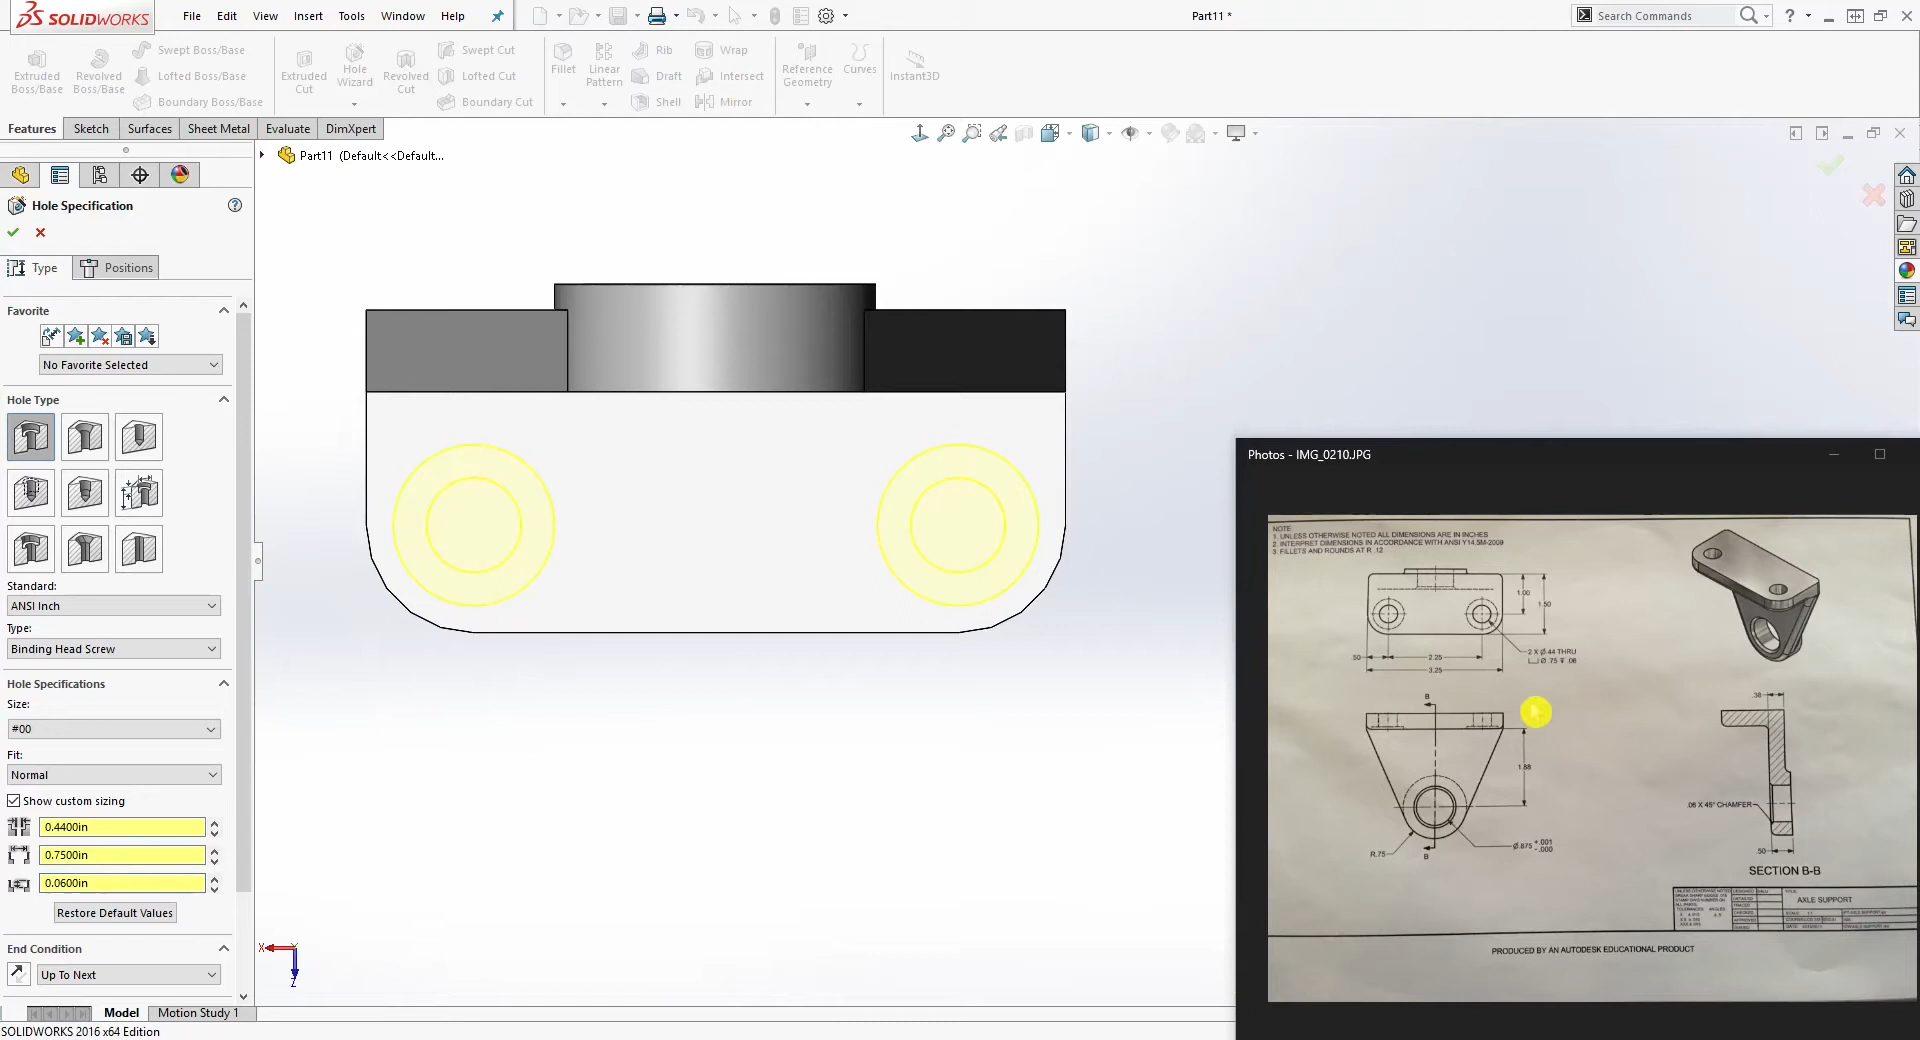 SOLIDWORKS
File Edit View Insert Tools Window Help
Part11 *
Search Commands
Extruded Boss/Base
Revolved Boss/Base
Swept Boss/Base
Lofted Boss/Base
Boundary Boss/Base
Extruded Cut
Hole Wizard
Revolved Cut
Swept Cut
Lofted Cut
Boundary Cut
Fillet
Linear Pattern
Rib
Draft
Shell
Wrap
Intersect
Mirror
Reference Geometry
Curves
Instant3D
Features Sketch Surfaces Sheet Metal Evaluate DimXpert
Part11 (Default<<Default...
Hole Specification
Type Positions
Favorite
No Favorite Selected
Hole Type
Standard:
ANSI Inch
Type:
Binding Head Screw
Hole Specifications
Size:
#00
Fit:
Normal
Show custom sizing
0.4400in
0.7500in
0.0600in
Restore Default Values
End Condition
Up To Next
Model Motion Study 1
SOLIDWORKS 2016 x64 Edition
X
Z
Photos - IMG_0210.JPG
NOTE:
1. UNLESS OTHERWISE NOTED ALL DIMENSIONS ARE IN INCHES
2. INTERPRET DIMENSIONS IN ACCORDANCE WITH ANSI Y14.5M-2009
3. FILLETS AND ROUNDS AT R .12
1.00
1.50
2 X Ø.44 THRU
⌴ Ø .75 ↧ .06
.50
2.25
3.25
B
1.88
R.75
B
Ø.875 +.001 -.000
.38
.06 X 45° CHAMFER
.50
SECTION B-B
AXLE SUPPORT
PRODUCED BY AN AUTODESK EDUCATIONAL PRODUCT